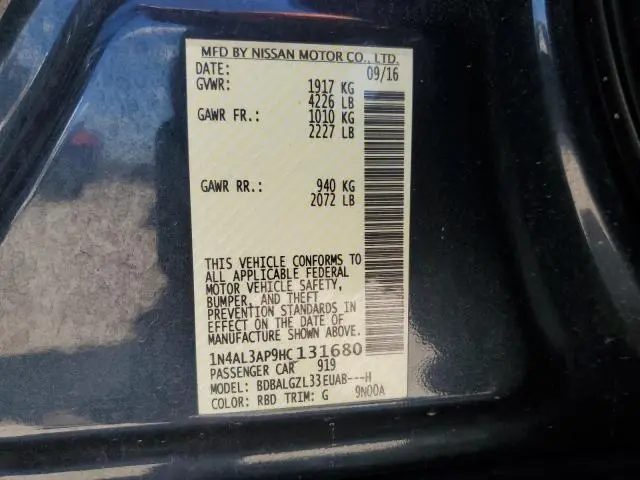 MFD BY NISSAN MOTOR CO., LTD.
DATE: 09/16
GVWR: 1917 KG
4226 LB
GAWR FR.: 1010 KG
2227 LB
GAWR RR.: 940 KG
2072 LB
THIS VEHICLE CONFORMS TO
ALL APPLICABLE FEDERAL
MOTOR VEHICLE SAFETY,
BUMPER, AND THEFT
PREVENTION STANDARDS IN
EFFECT ON THE DATE OF
MANUFACTURE SHOWN ABOVE.
1N4AL3AP9HC131680
PASSENGER CAR 919
MODEL: BDBALGZL33EUAB---H
COLOR: RBD TRIM: G 9N00A